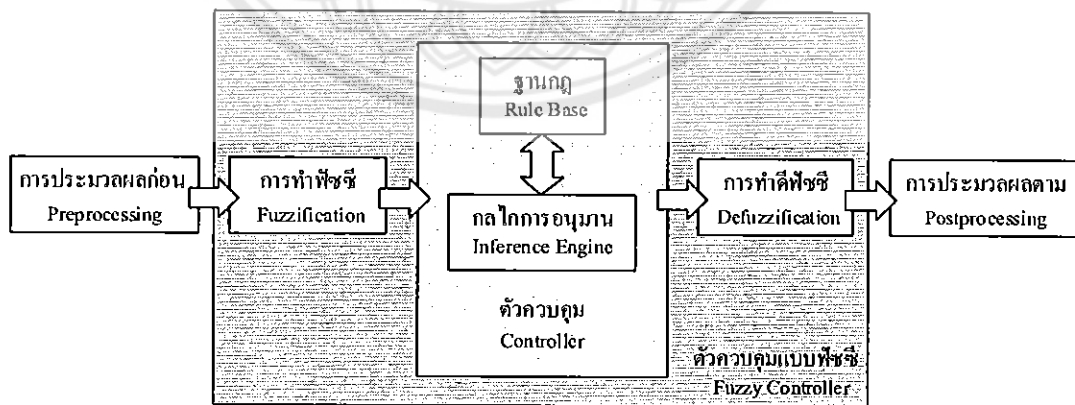 ฐานกฎ
Rule Base
การประมวลผลก่อน
Preprocessing
การทำฟัซซี
Fuzzification
กลไกการอนุมาน
Inference Engine
การทำดีฟัซซี
Defuzzification
การประมวลผลตาม
Postprocessing
ตัวควบคุม
Controller
ตัวควบคุมแบบฟัซซี
Fuzzy Controller